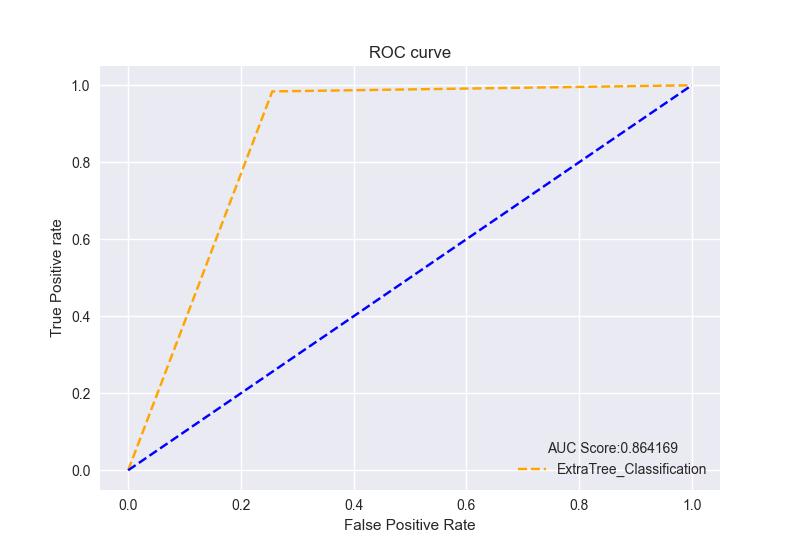 ROC curve
1.0
0.8
0.6
0.4
0.2
0.0
True Positive rate
AUC Score:0.864169
ExtraTree_Classification
0.0 0.2 0.4 0.6 0.8 1.0
False Positive Rate